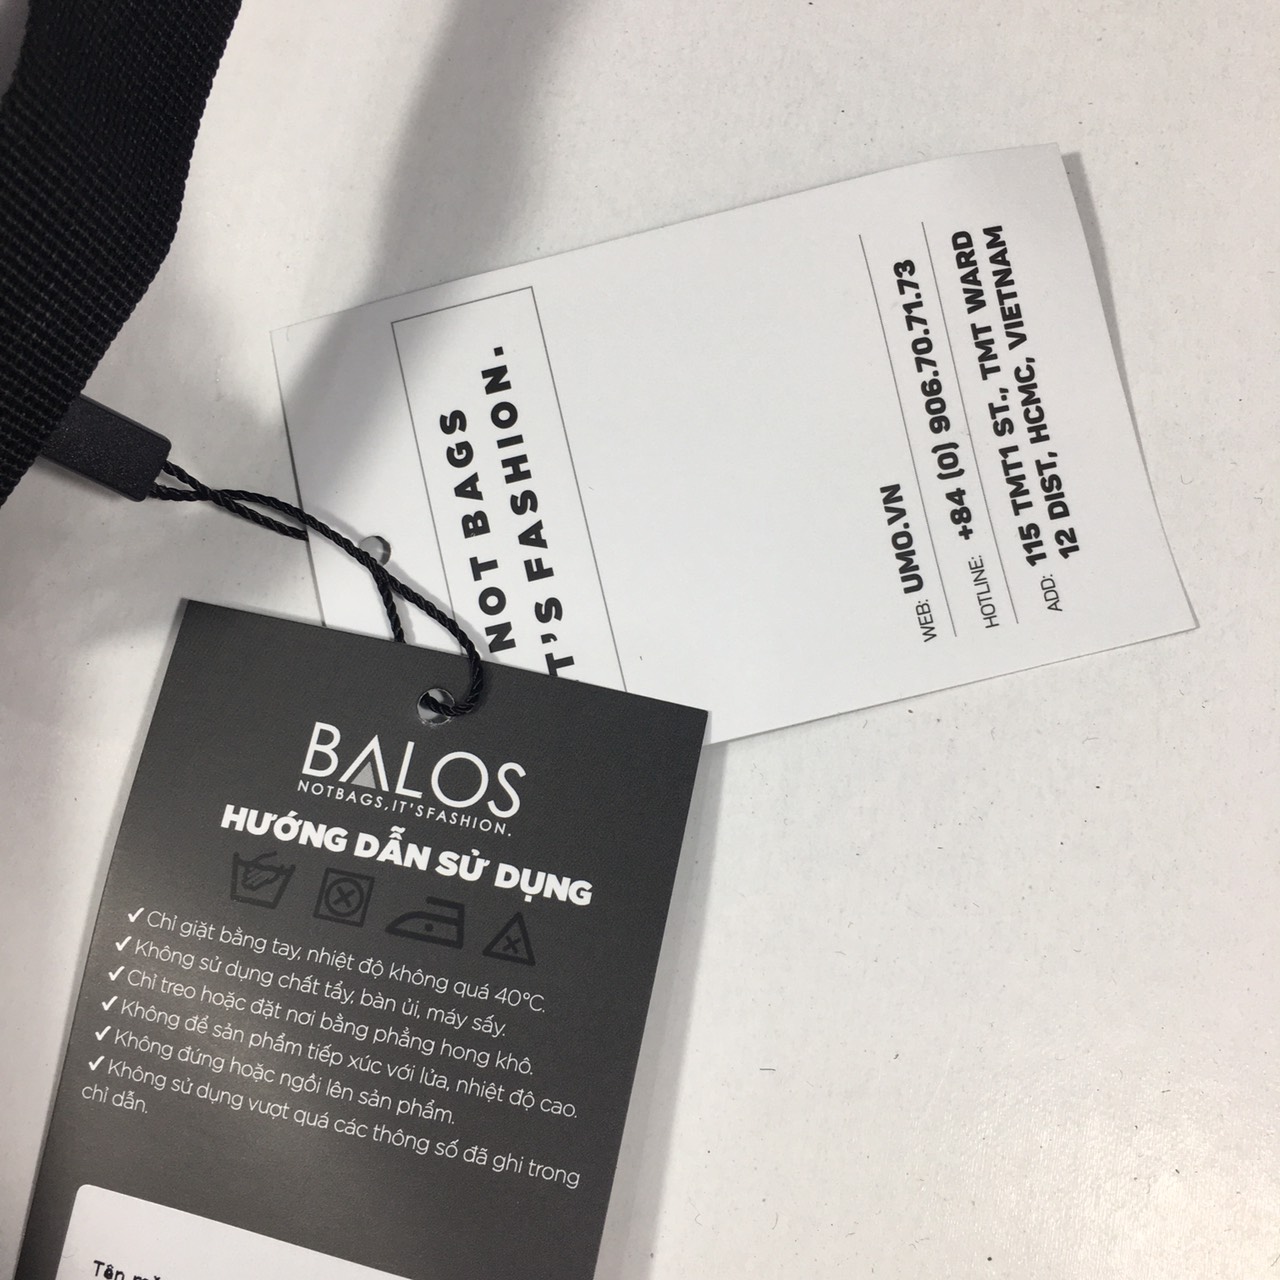 NOT BAGS
T'S FASHION.
WEB: UMO.VN
HOTLINE: +84 (0) 906.70.71.73
ADD: 115 TMT1 ST., TMT WARD
12 DIST, HCMC, VIETNAM
BALOS
NOTBAGS,IT'SFASHION.
HƯỚNG DẪN SỬ DỤNG
✓ Chỉ giặt bằng tay, nhiệt độ không quá 40°C.
✓ Không sử dụng chất tẩy, bàn ủi, máy sấy.
✓ Chỉ treo hoặc đặt nơi bằng phẳng hong khô.
✓ Không để sản phẩm tiếp xúc với lửa, nhiệt độ cao.
✓ Không đứng hoặc ngồi lên sản phẩm.
✓ Không sử dụng vượt quá các thông số đã ghi trong
chỉ dẫn.
Tên